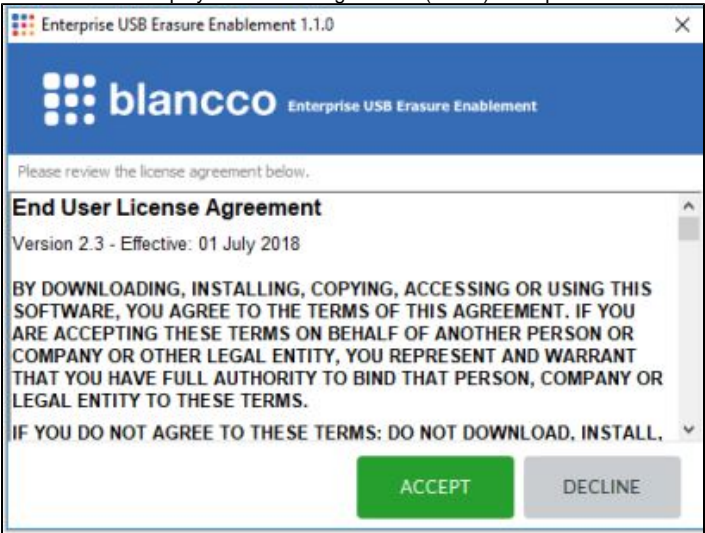 Enterprise USB Erasure Enablement 1.1.0
blancco Enterprise USB Erasure Enablement
Please review the license agreement below.
End User License Agreement
Version 2.3 - Effective: 01 July 2018
BY DOWNLOADING, INSTALLING, COPYING, ACCESSING OR USING THIS
SOFTWARE, YOU AGREE TO THE TERMS OF THIS AGREEMENT. IF YOU
ARE ACCEPTING THESE TERMS ON BEHALF OF ANOTHER PERSON OR
COMPANY OR OTHER LEGAL ENTITY, YOU REPRESENT AND WARRANT
THAT YOU HAVE FULL AUTHORITY TO BIND THAT PERSON, COMPANY OR
LEGAL ENTITY TO THESE TERMS.
IF YOU DO NOT AGREE TO THESE TERMS: DO NOT DOWNLOAD, INSTALL,
ACCEPT DECLINE